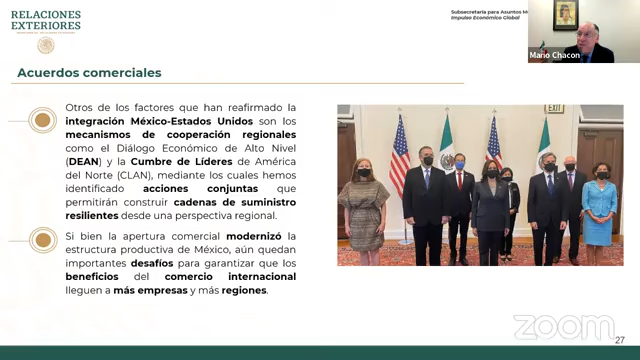 RELACIONES
EXTERIORES
Subsecretaría para Asuntos M
Impulso Económico Global
Mario Chacon
Acuerdos comerciales
Otros de los factores que han reafirmado la
integración México-Estados Unidos son los
mecanismos de cooperación regionales
como el Diálogo Económico de Alto Nivel
(DEAN) y la Cumbre de Líderes de América
del Norte (CLAN), mediante los cuales hemos
identificado acciones conjuntas que
permitirán construir cadenas de suministro
resilientes desde una perspectiva regional.
Si bien la apertura comercial modernizó la
estructura productiva de México, aún quedan
importantes desafíos para garantizar que los
beneficios del comercio internacional
lleguen a más empresas y más regiones.
EXIT
zoom
27